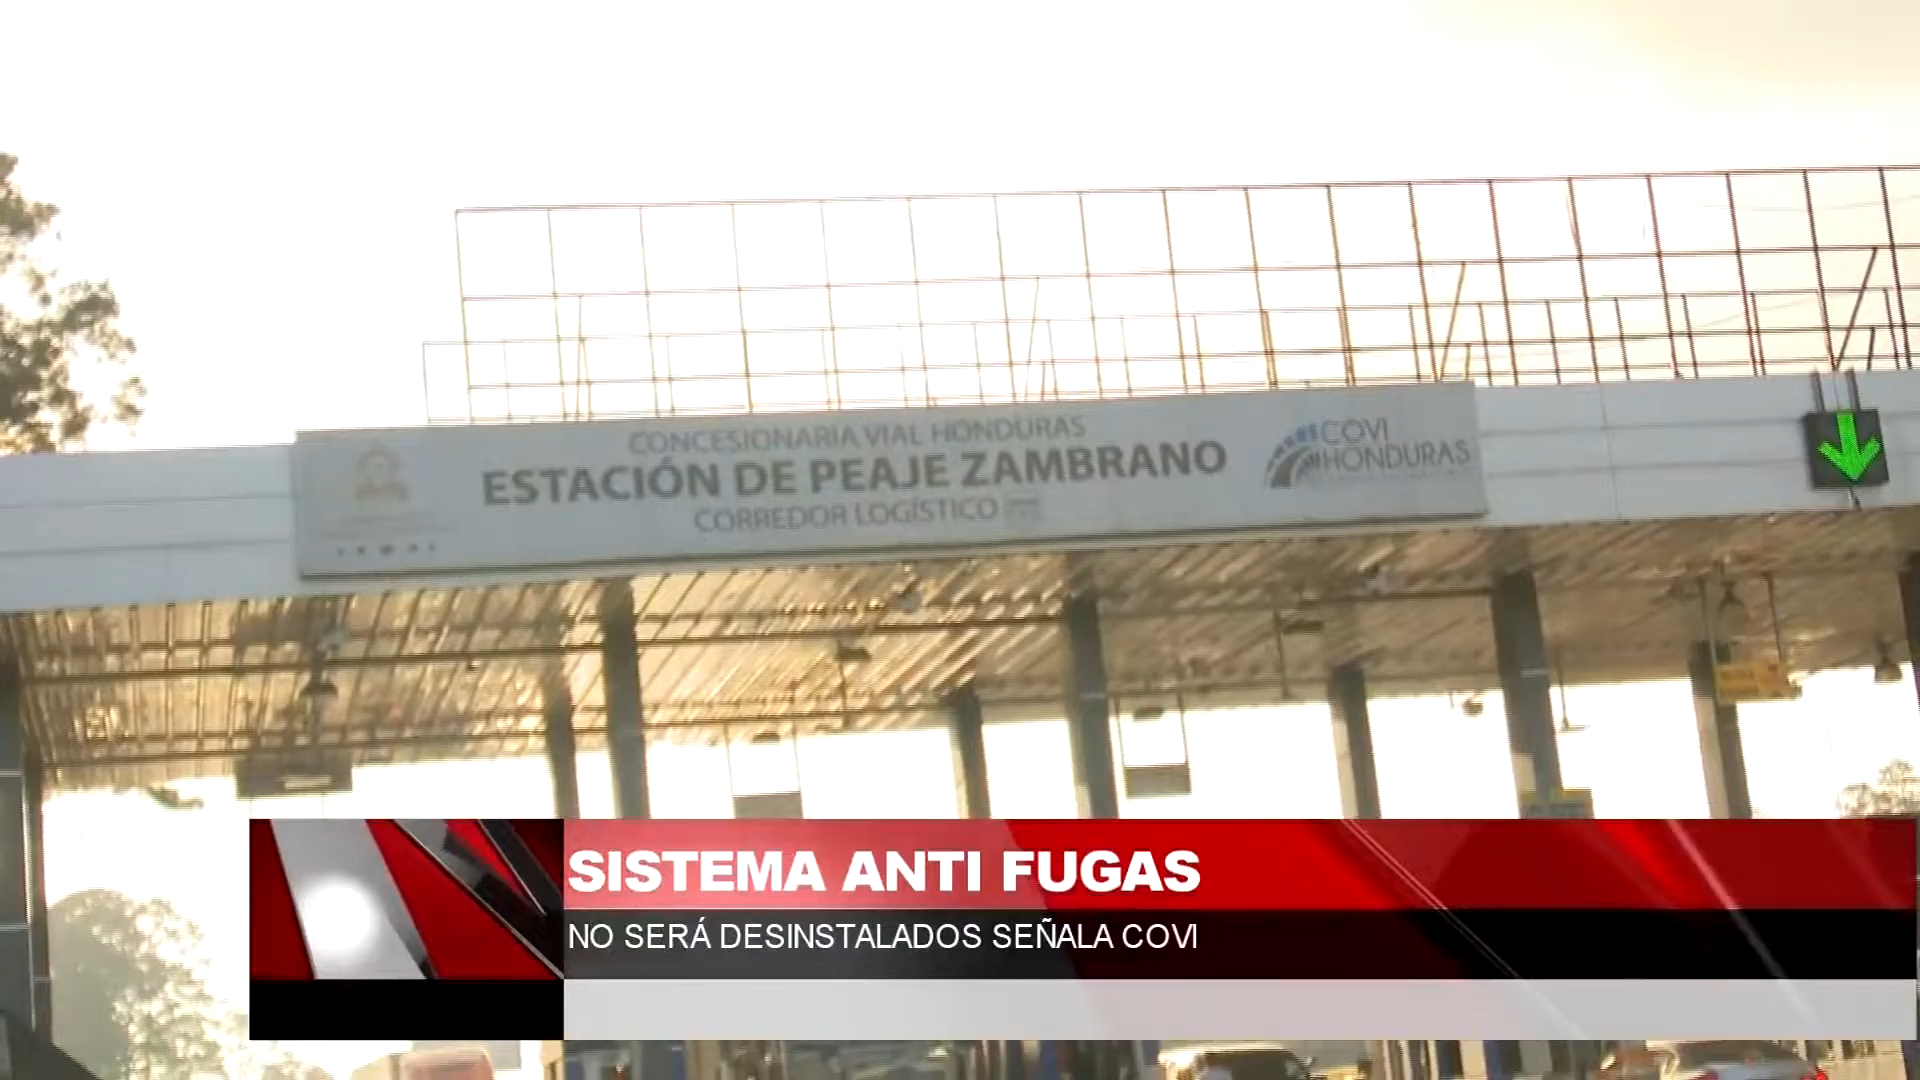 CONCESIONARIA VIAL HONDURAS
ESTACIÓN DE PEAJE ZAMBRANO
CORREDOR LOGÍSTICO
COVI
HONDURAS
SISTEMA ANTI FUGAS
NO SERÁ DESINSTALADOS SEÑALA COVI